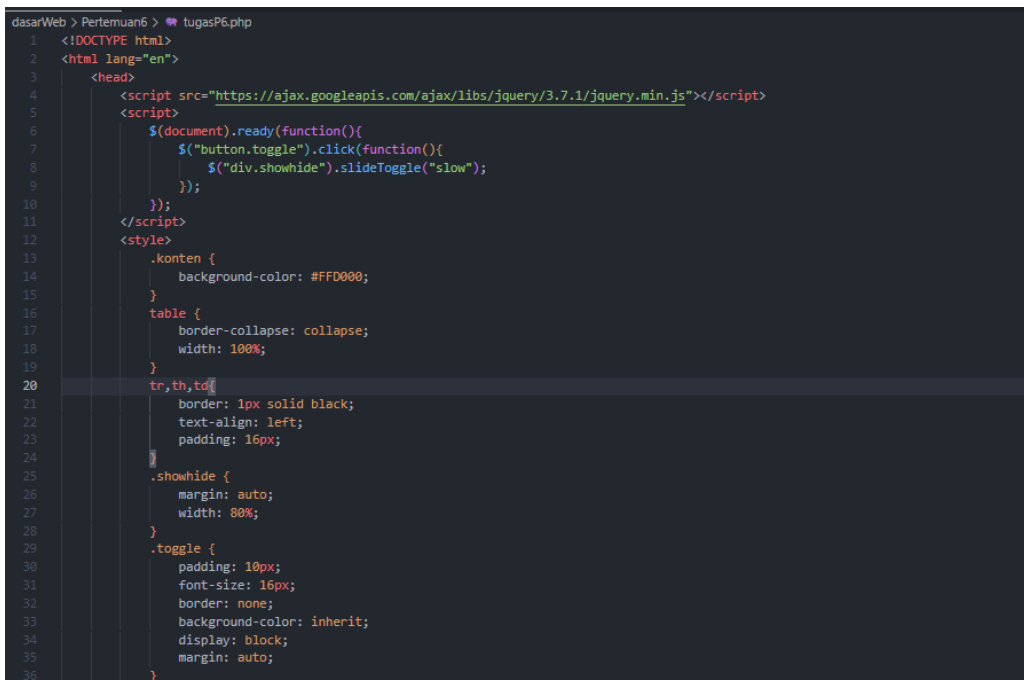 dasarWeb > Pertemuan6 > tugasP6.php
1 <!DOCTYPE html>
2 <html lang="en">
3 <head>
4 <script src="https://ajax.googleapis.com/ajax/libs/jquery/3.7.1/jquery.min.js"></script>
5 <script>
6 $(document).ready(function(){
7 $("button.toggle").click(function(){
8 $("div.showhide").slideToggle("slow");
9 });
10 });
11 </script>
12 <style>
13 .konten {
14 background-color: #FFD000;
15 }
16 table {
17 border-collapse: collapse;
18 width: 100%;
19 }
20 tr,th,td{
21 border: 1px solid black;
22 text-align: left;
23 padding: 16px;
24 }
25 .showhide {
26 margin: auto;
27 width: 80%;
28 }
29 .toggle {
30 padding: 10px;
31 font-size: 16px;
32 border: none;
33 background-color: inherit;
34 display: block;
35 margin: auto;
36 }